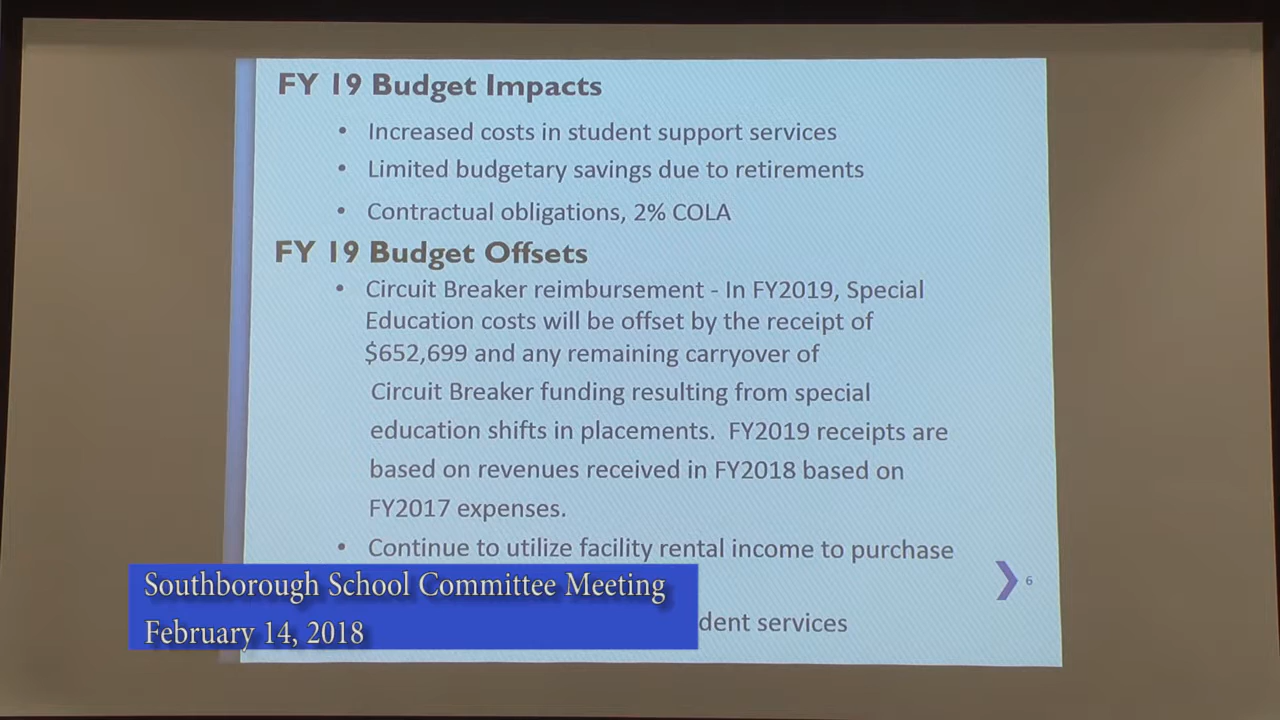 FY 19 Budget Impacts
• Increased costs in student support services
• Limited budgetary savings due to retirements
• Contractual obligations, 2% COLA
FY 19 Budget Offsets
• Circuit Breaker reimbursement - In FY2019, Special
Education costs will be offset by the receipt of
$652,699 and any remaining carryover of
Circuit Breaker funding resulting from special
education shifts in placements. FY2019 receipts are
based on revenues received in FY2018 based on
FY2017 expenses.
• Continue to utilize facility rental income to purchase
6
dent services
Southborough School Committee Meeting
February 14, 2018